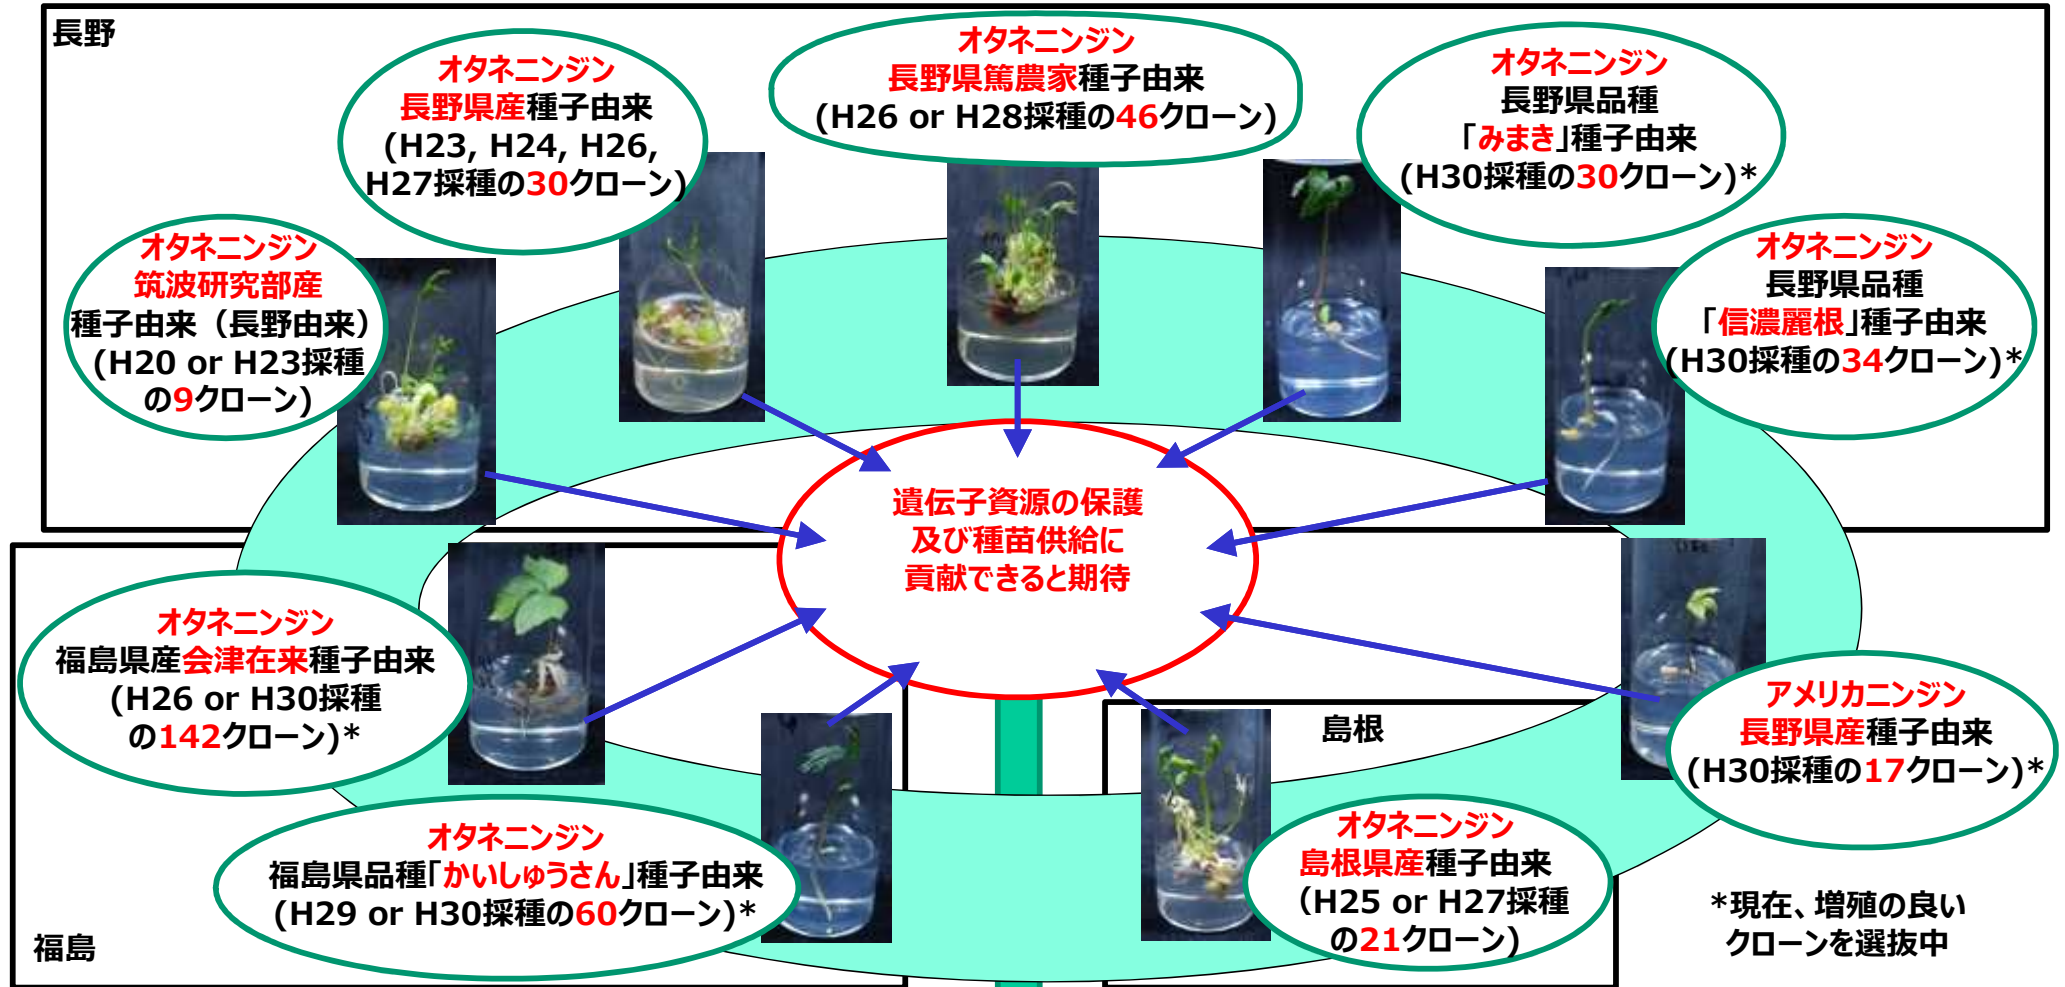 長野
オタネニンジン
長野県産種子由来
(H23, H24, H26,
H27採種の30クローン)
オタネニンジン
長野県篤農家種子由来
(H26 or H28採種の46クローン)
オタネニンジン
長野県品種
「みまき」種子由来
(H30採種の30クローン)*
オタネニンジン
筑波研究部産
種子由来（長野由来）
(H20 or H23採種
の9クローン)
オタネニンジン
長野県品種
「信濃麗根」種子由来
(H30採種の34クローン)*
遺伝子資源の保護
及び種苗供給に
貢献できると期待
オタネニンジン
福島県産会津在来種子由来
(H26 or H30採種
の142クローン)*
アメリカニンジン
長野県産種子由来
(H30採種の17クローン)*
島根
オタネニンジン
福島県品種「かいしゅうさん」種子由来
(H29 or H30採種の60クローン)*
オタネニンジン
島根県産種子由来
（H25 or H27採種
の21クローン)
福島
*現在、増殖の良い
クローンを選抜中